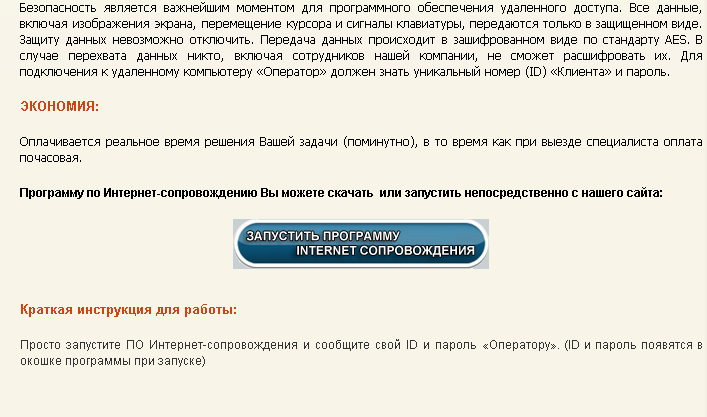 Безопасность является важнейшим моментом для программного обеспечения удаленного доступа. Все данные,
включая изображения экрана, перемещение курсора и сигналы клавиатуры, передаются только в защищенном виде.
Защиту данных невозможно отключить. Передача данных происходит в зашифрованном виде по стандарту AES. В
случае перехвата данных никто, включая сотрудников нашей компании, не сможет расшифровать их. Для
подключения к удаленному компьютеру «Оператор» должен знать уникальный номер (ID) «Клиента» и пароль.
ЭКОНОМИЯ:
Оплачивается реальное время решения Вашей задачи (поминутно), в то время как при выезде специалиста оплата
почасовая.
Программу по Интернет-сопровождению Вы можете скачать или запустить непосредственно с нашего сайта:
ЗАПУСТИТЬ ПРОГРАММУ
INTERNET СОПРОВОЖДЕНИЯ
Краткая инструкция для работы:
Просто запустите ПО Интернет-сопровождения и сообщите свой ID и пароль «Оператору». (ID и пароль появятся в
окошке программы при запуске)